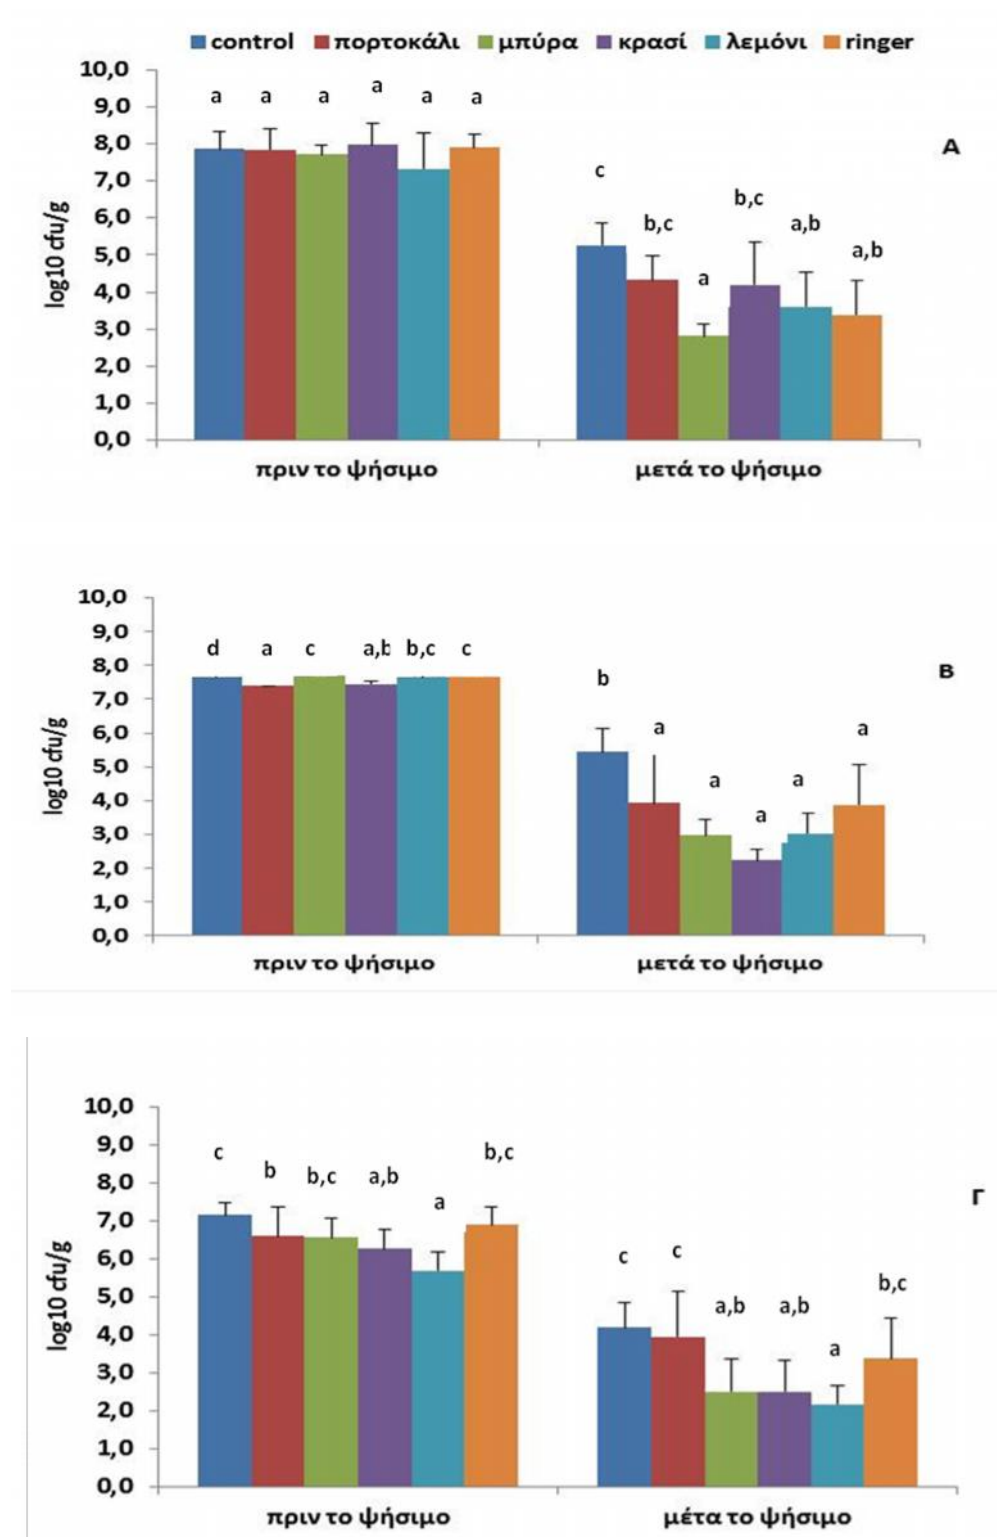 control πορτοκάλι μπύρα κρασί λεμόνι ringer
10,0
9,0
8,0
7,0
6,0
5,0
4,0
3,0
2,0
1,0
0,0
log10 cfu/g
a a a a a a
c b,c a b,c a,b a,b
A
πριν το ψήσιμο μετά το ψήσιμο
10,0
9,0
8,0
7,0
6,0
5,0
4,0
3,0
2,0
1,0
0,0
log10 cfu/g
d a c a,b b,c c
b a a a a a
B
πριν το ψήσιμο μετά το ψήσιμο
10,0
9,0
8,0
7,0
6,0
5,0
4,0
3,0
2,0
1,0
0,0
log10 cfu/g
c b b,c a,b a b,c
c c a,b a,b a b,c
Γ
πριν το ψήσιμο μέτα το ψήσιμο